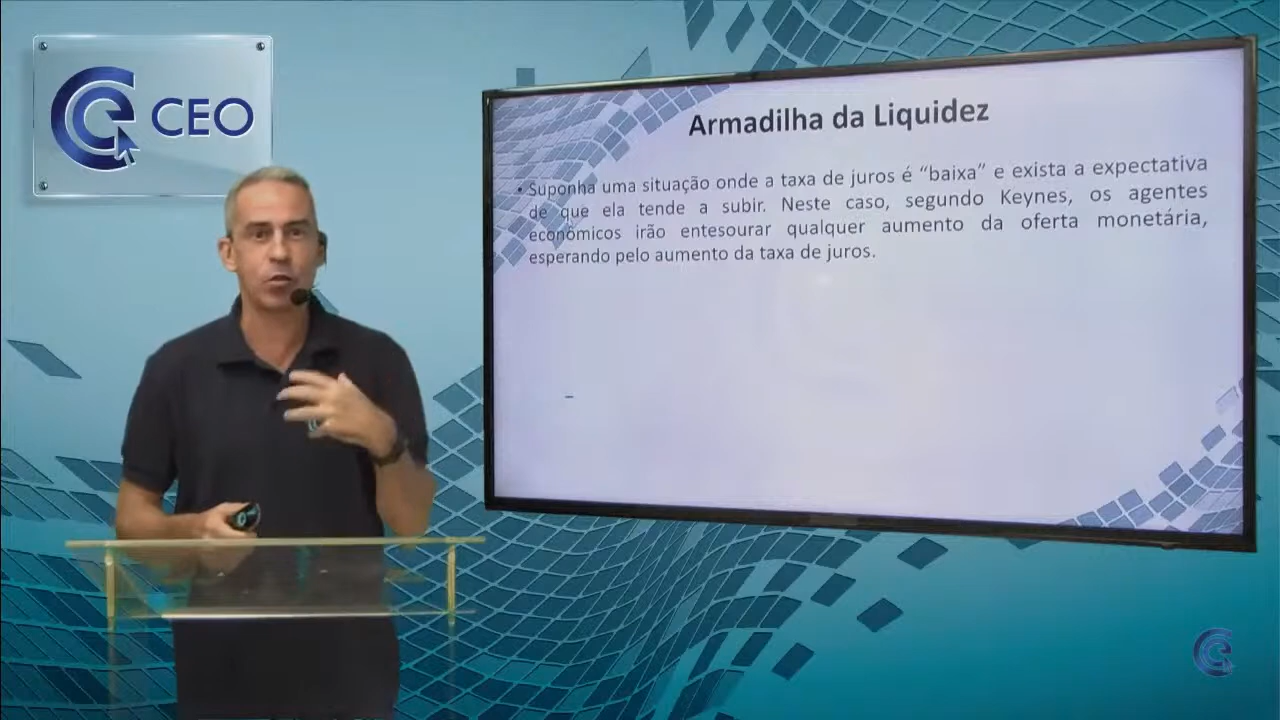 CEO
Armadilha da Liquidez
• Suponha uma situação onde a taxa de juros é “baixa” e exista a expectativa
de que ela tende a subir. Neste caso, segundo Keynes, os agentes
econômicos irão entesourar qualquer aumento da oferta monetária,
esperando pelo aumento da taxa de juros.